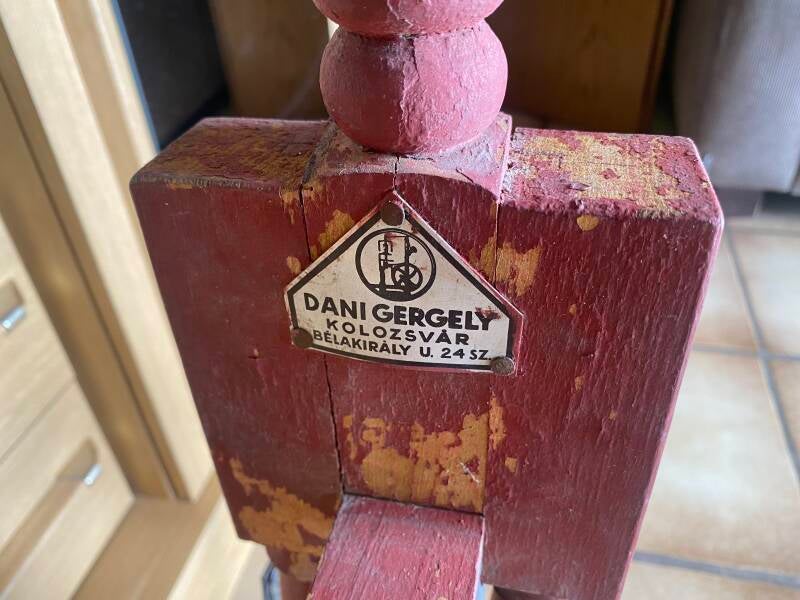 DANI GERGELY
KOLOZSVÁR
BÉLAKIRÁLY U. 24 SZ.